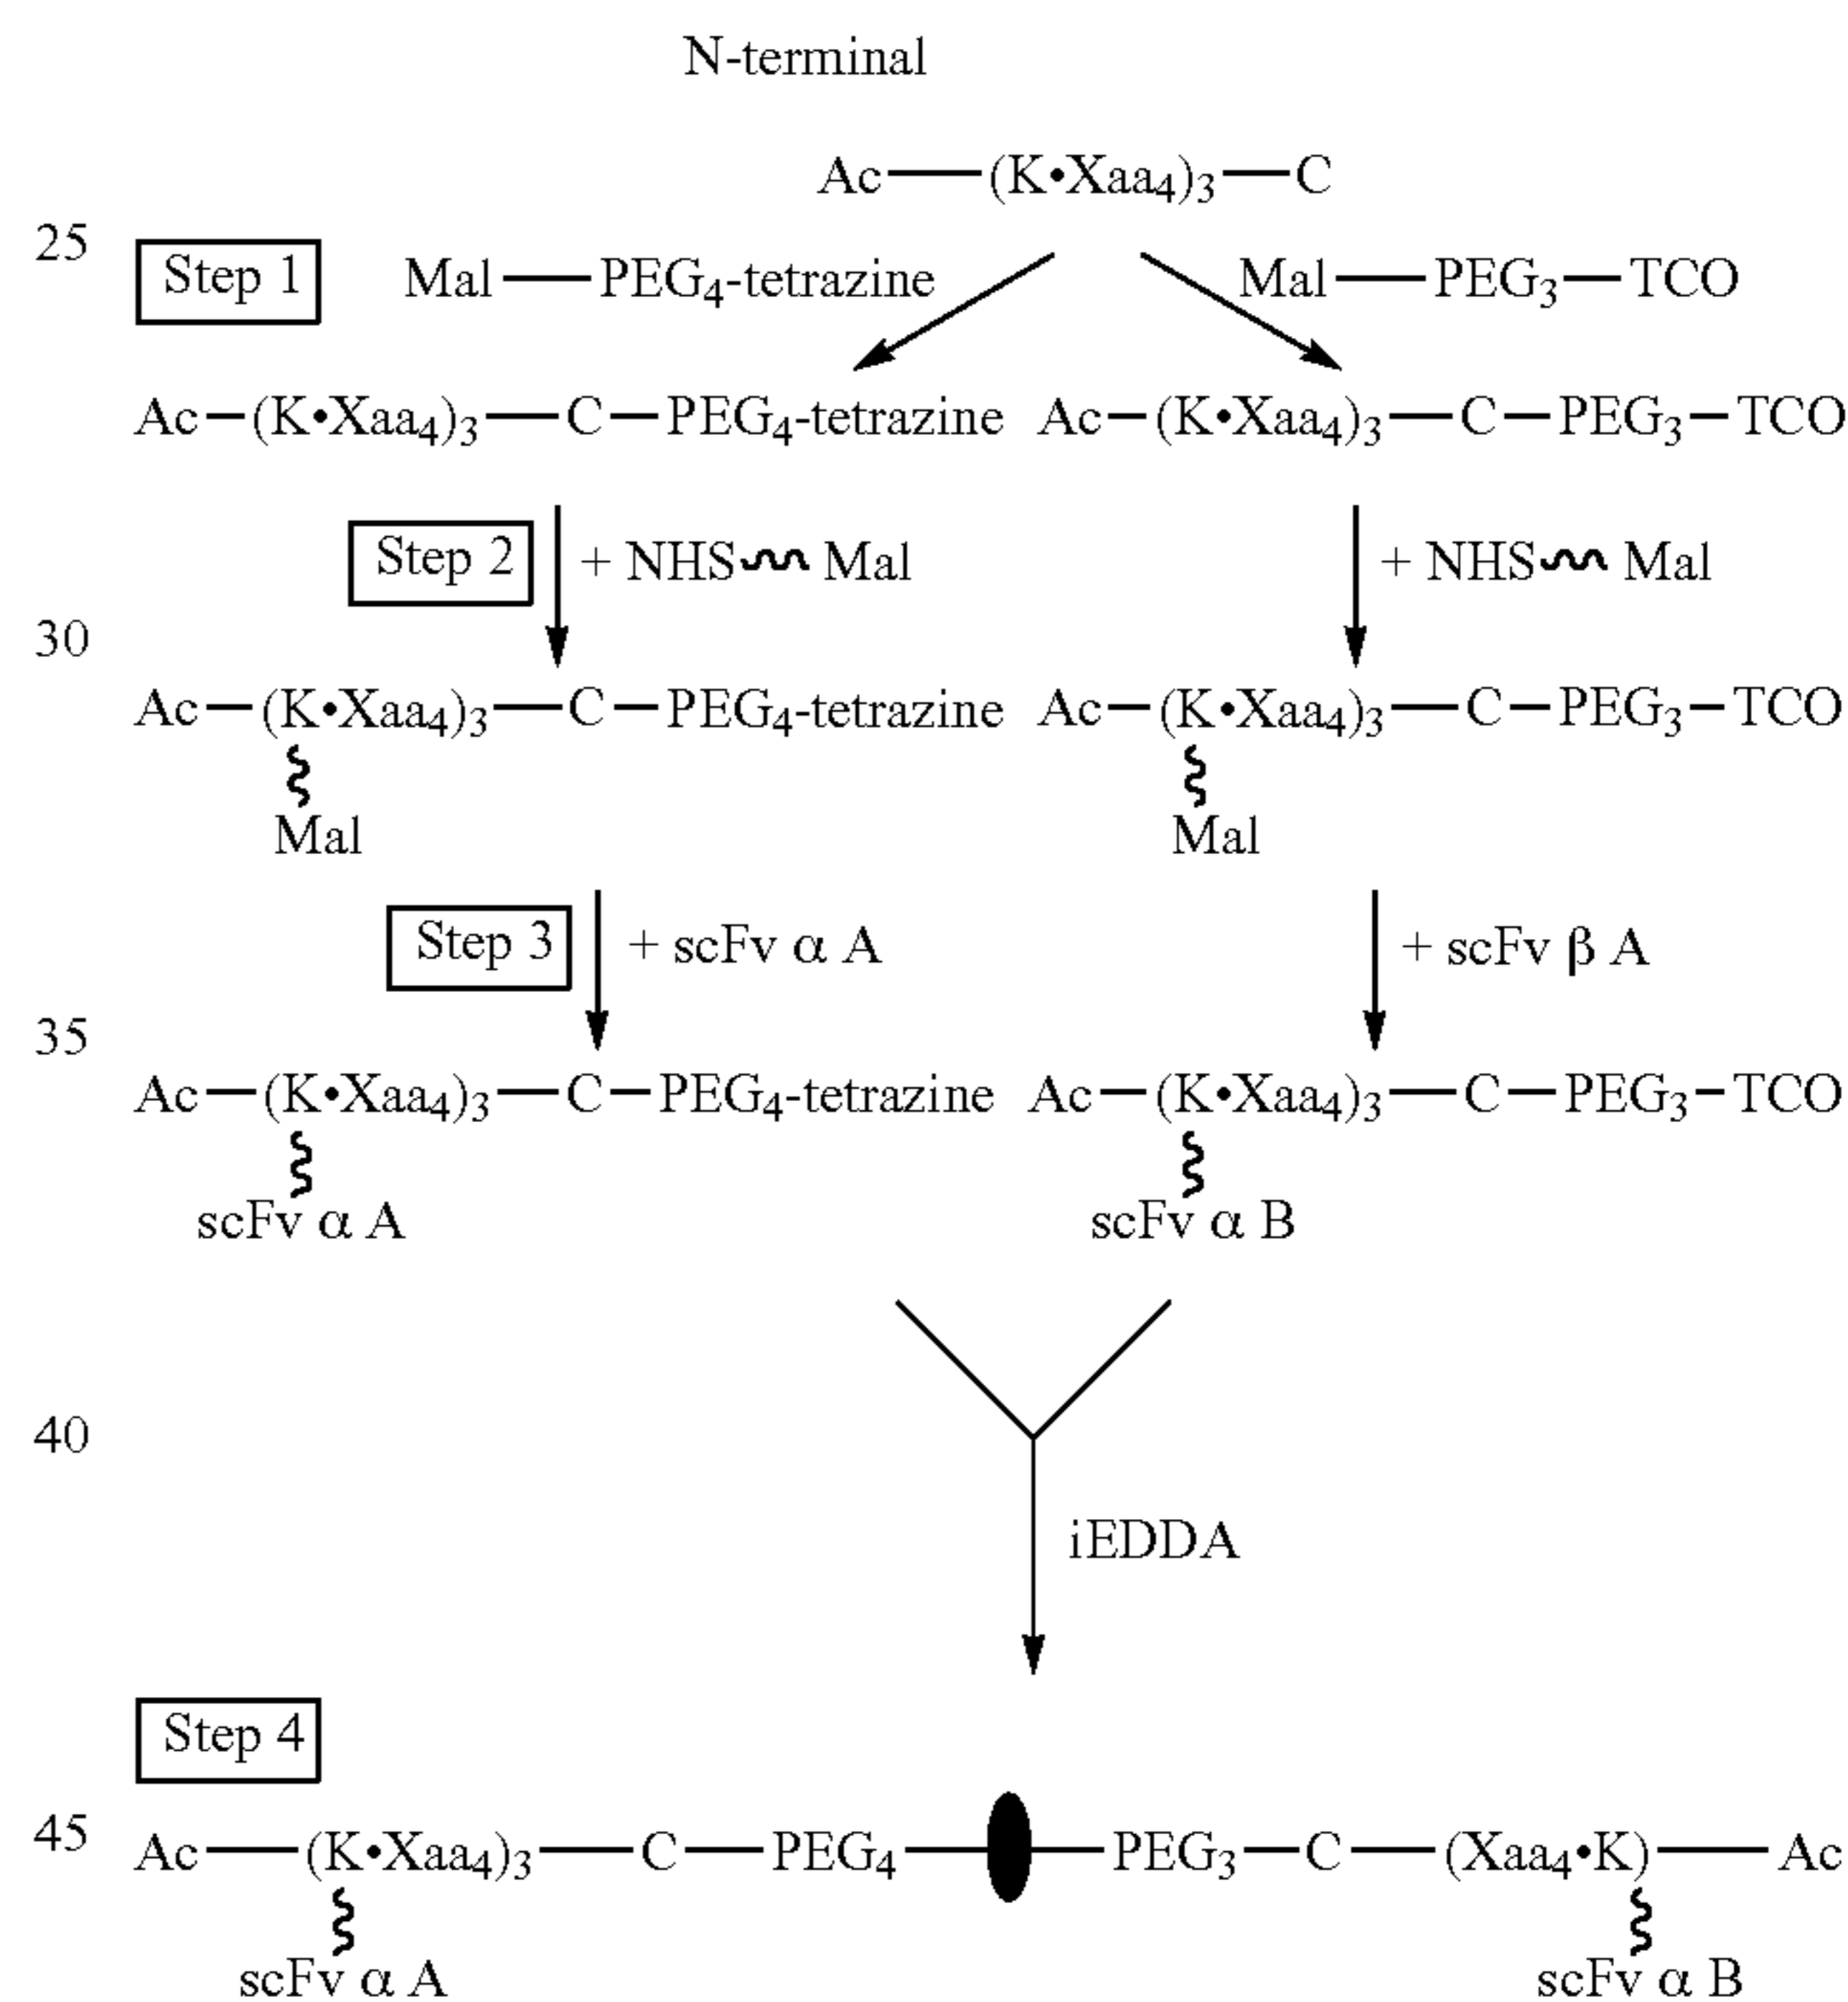 N-terminal
Ac—(K•Xaa₄)₃—C
25
Step 1
Mal—PEG₄-tetrazine
Mal—PEG₃—TCO
Ac—(K•Xaa₄)₃—C—PEG₄-tetrazine
Ac—(K•Xaa₄)₃—C—PEG₃—TCO
Step 2
+ NHS Mal
+ NHS Mal
30
Ac—(K•Xaa₄)₃—C—PEG₄-tetrazine
Ac—(K•Xaa₄)₃—C—PEG₃—TCO
Mal
Mal
Step 3
+ scFv α A
+ scFv β A
35
Ac—(K•Xaa₄)₃—C—PEG₄-tetrazine
Ac—(K•Xaa₄)₃—C—PEG₃—TCO
scFv α A
scFv α B
40
iEDDA
Step 4
45
Ac—(K•Xaa₄)₃—C—PEG₄—PEG₃—C—(Xaa₄•K)—Ac
scFv α A
scFv α B